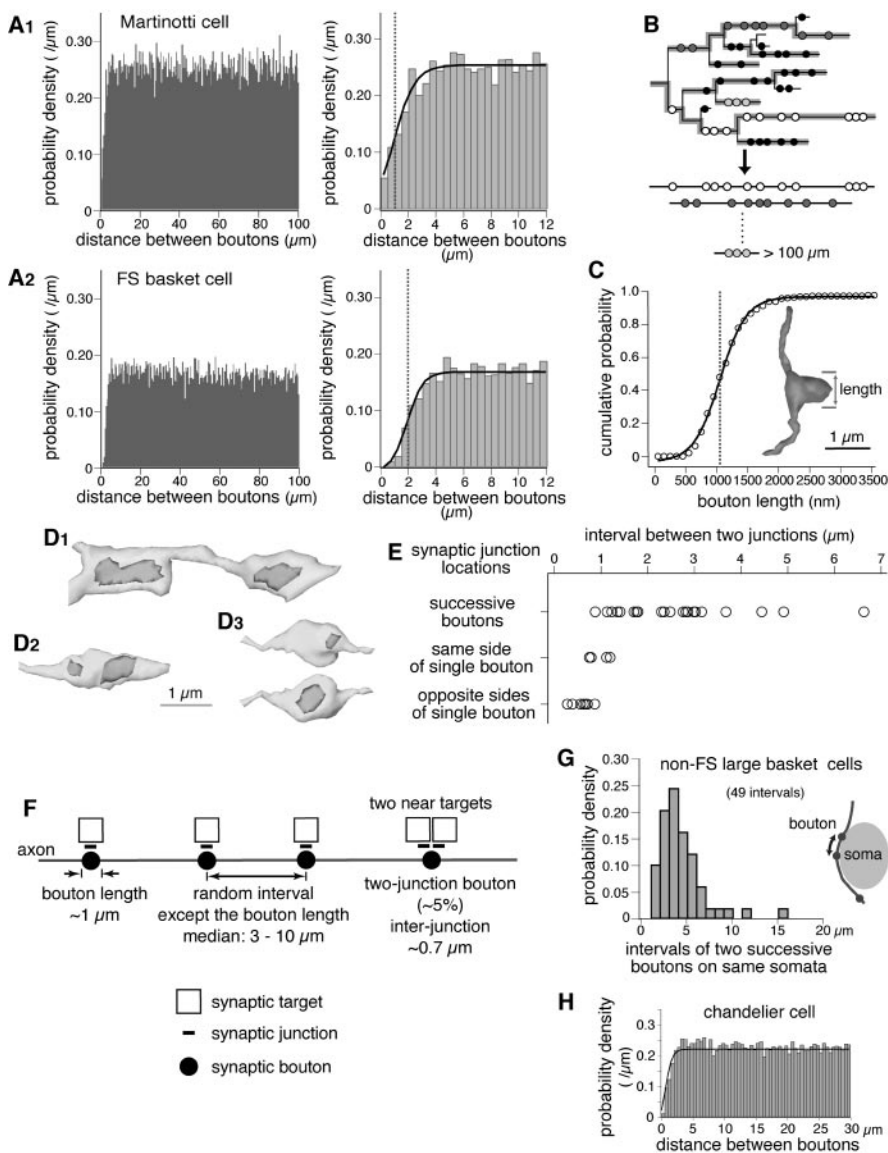 A1
Martinotti cell
probability density ( /µm)
0.30
0.20
0.10
0.00
0 20 40 60 80 100
distance between boutons (µm)
probability density ( /µm)
0.30
0.20
0.10
0.00
0 2 4 6 8 10 12
distance between boutons
(µm)
B
> 100 µm
A2
FS basket cell
probability density ( /µm)
0.30
0.20
0.10
0.00
0 20 40 60 80 100
distance between boutons (µm)
probability density ( /µm)
0.30
0.20
0.10
0.00
0 2 4 6 8 10 12
distance between boutons
(µm)
C
cumulative probability
1.0
0.8
0.6
0.4
0.2
0.0
length
1 µm
0 500 1000 1500 2000 2500 3000 3500
bouton length (nm)
D1
D2
D3
1 µm
E
interval between two junctions (µm)
synaptic junction
locations
0 1 2 3 4 5 6 7
successive
boutons
same side
of single bouton
opposite sides
of single bouton
F
two near targets
axon
bouton length
~1 µm
random interval
except the bouton length
median: 3 - 10 µm
two-junction bouton
(~5%)
inter-junction
~0.7 µm
synaptic target
synaptic junction
synaptic bouton
G
non-FS large basket cells
(49 intervals)
probability density
0.30
0.25
0.20
0.15
0.10
0.05
0
0 5 10 15 20 µm
intervals of two successive
boutons on same somata
bouton
soma
H
chandelier cell
probability density
( /µm)
0.3
0.2
0.1
0
0 5 10 15 20 25 30 µm
distance between boutons